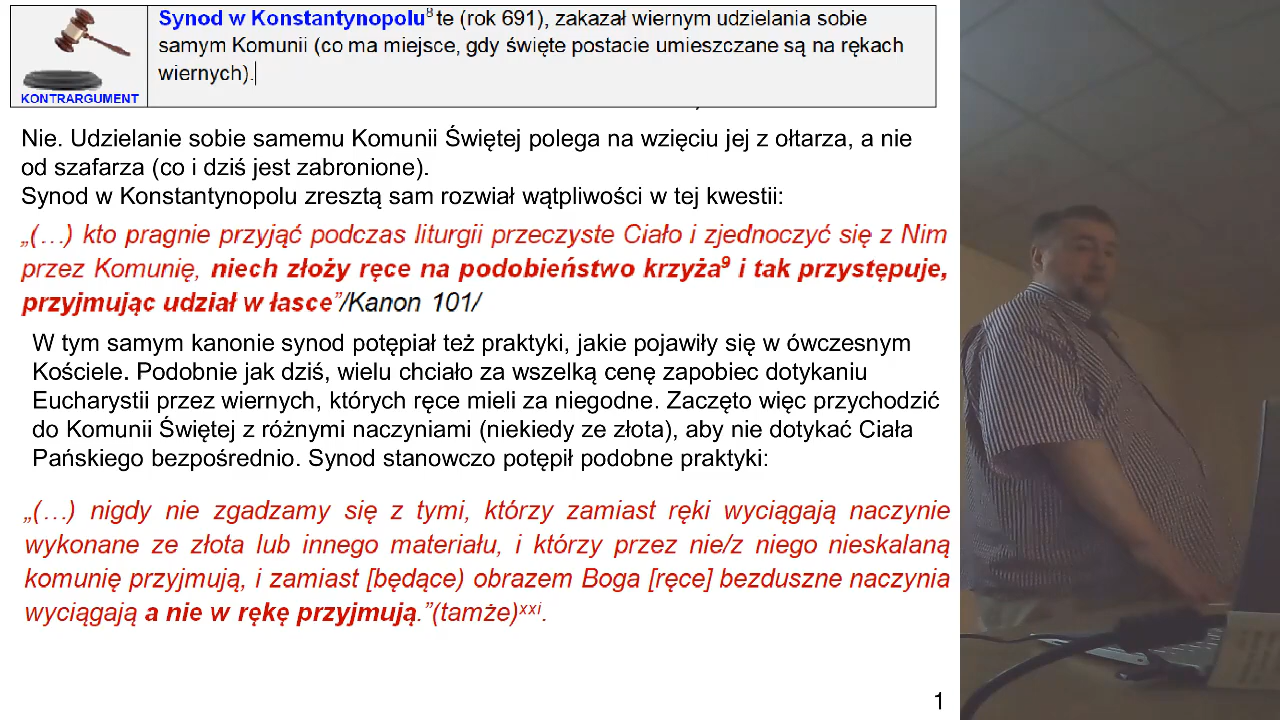 Synod w Konstantynopolu⁸ te (rok 691), zakazał wiernym udzielania sobie
samym Komunii (co ma miejsce, gdy święte postacie umieszczane są na rękach
wiernych).
KONTRARGUMENT
Nie. Udzielanie sobie samemu Komunii Świętej polega na wzięciu jej z ołtarza, a nie
od szafarza (co i dziś jest zabronione).
Synod w Konstantynopolu zresztą sam rozwiał wątpliwości w tej kwestii:
„(…) kto pragnie przyjąć podczas liturgii przeczyste Ciało i zjednoczyć się z Nim
przez Komunię, niech złoży ręce na podobieństwo krzyża⁹ i tak przystępuje,
przyjmując udział w łasce”/Kanon 101/
W tym samym kanonie synod potępiał też praktyki, jakie pojawiły się w ówczesnym
Kościele. Podobnie jak dziś, wielu chciało za wszelką cenę zapobiec dotykaniu
Eucharystii przez wiernych, których ręce mieli za niegodne. Zaczęto więc przychodzić
do Komunii Świętej z różnymi naczyniami (niekiedy ze złota), aby nie dotykać Ciała
Pańskiego bezpośrednio. Synod stanowczo potępił podobne praktyki:
„(…) nigdy nie zgadzamy się z tymi, którzy zamiast ręki wyciągają naczynie
wykonane ze złota lub innego materiału, i którzy przez nie/z niego nieskalaną
komunię przyjmują, i zamiast [będące) obrazem Boga [ręce] bezduszne naczynia
wyciągają a nie w rękę przyjmują.”(tamże)ˣˣⁱ.
1